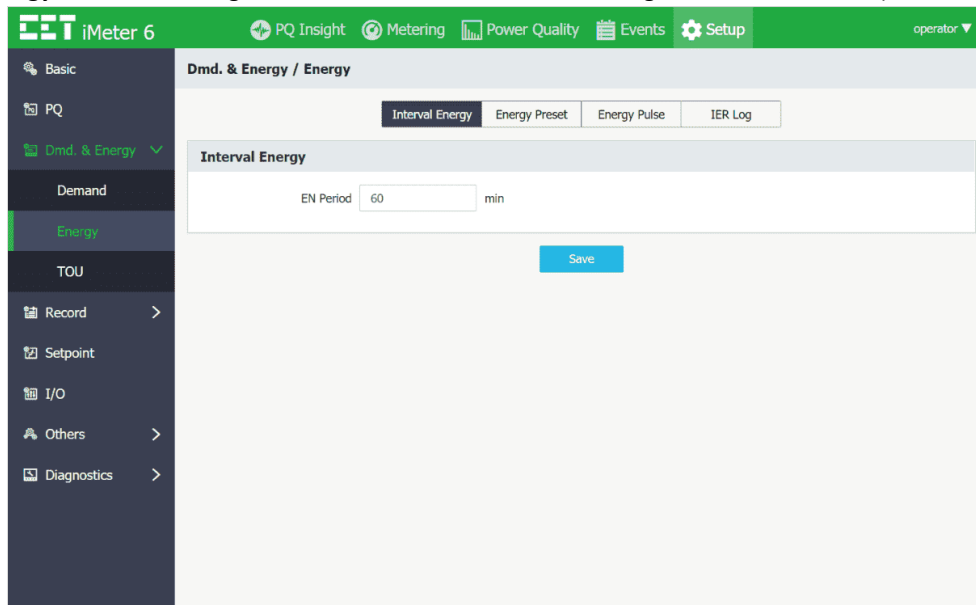 CET iMeter 6
PQ Insight
Metering
Power Quality
Events
Setup
operator
Basic
PQ
Dmd. & Energy
Demand
Energy
TOU
Record
Setpoint
I/O
Others
Diagnostics
Dmd. & Energy / Energy
Interval Energy
Energy Preset
Energy Pulse
IER Log
Interval Energy
EN Period 60 min
Save